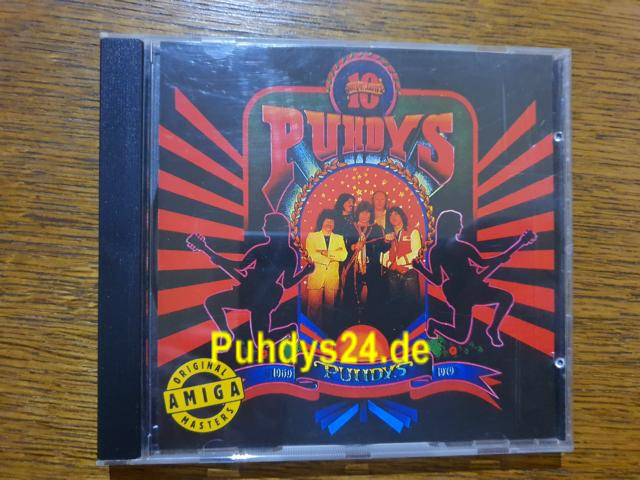 10
PUHDYS
Puhdys24.de
1969 PUHDYS 1979
ORIGINAL
AMIGA
MASTERS